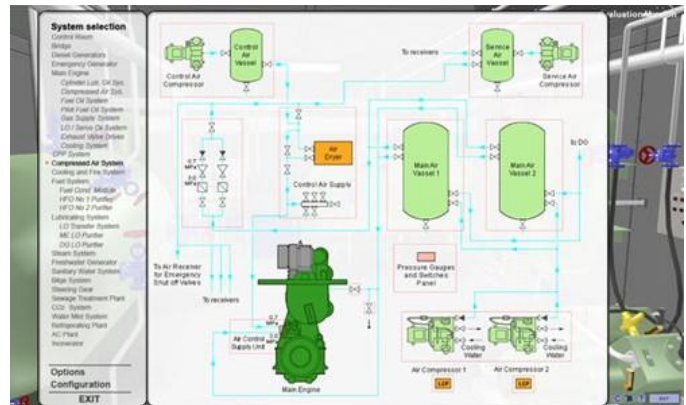 System selection
Control Room
Bridge
Diesel Generators
Emergency Generator
Main Engine
Cylinder Lub. Oil Sys.
Compressed Air Sys.
Fuel Oil System
Pilot Fuel Oil System
Gas Supply System
LO / Servo Oil System
Exhaust Valve Drives
Cooling System
CPP System
Compressed Air System
Cooling and Fire System
Fuel System
Fuel Cond. Module
HFO No 1 Purifier
HFO No 2 Purifier
Lubricating System
LO Transfer System
ME LO Purifier
DG LO Purifier
Steam System
Freshwater Generator
Sanitary Water System
Bilge System
Steering Gear
Sewage Treatment Plant
CO2 System
Water Mist System
Refrigerating Plant
AC Plant
Incinerator
Options
Configuration
EXIT
Control Air Compressor
Control
Air
Vassel
To receivers
Service
Air
Vassel
Service Air
Compressor
0.7
MPa
3.0
MPa
Air
Dryer
Control Air Supply
Main Air
Vassel 1
Main Air
Vassel 2
to DG
To Air Receiver
for Emergency
Shut off Valves
To receivers
Pressure Gauges
and Switches
Panel
0.7
MPa
3.0
MPa
Air Control
Supply Unit
Main Engine
Cooling
Water
Cooling
Water
Air Compressor 1
Air Compressor 2
LCP
LCP
EXIT